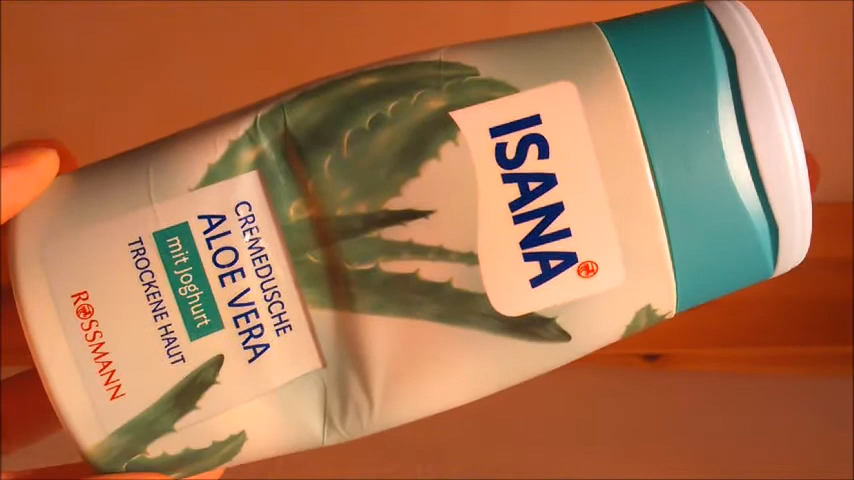 ISANA
CREMEDUSCHE
ALOE VERA
mit Joghurt
TROCKENE HAUT
ROSSMANN